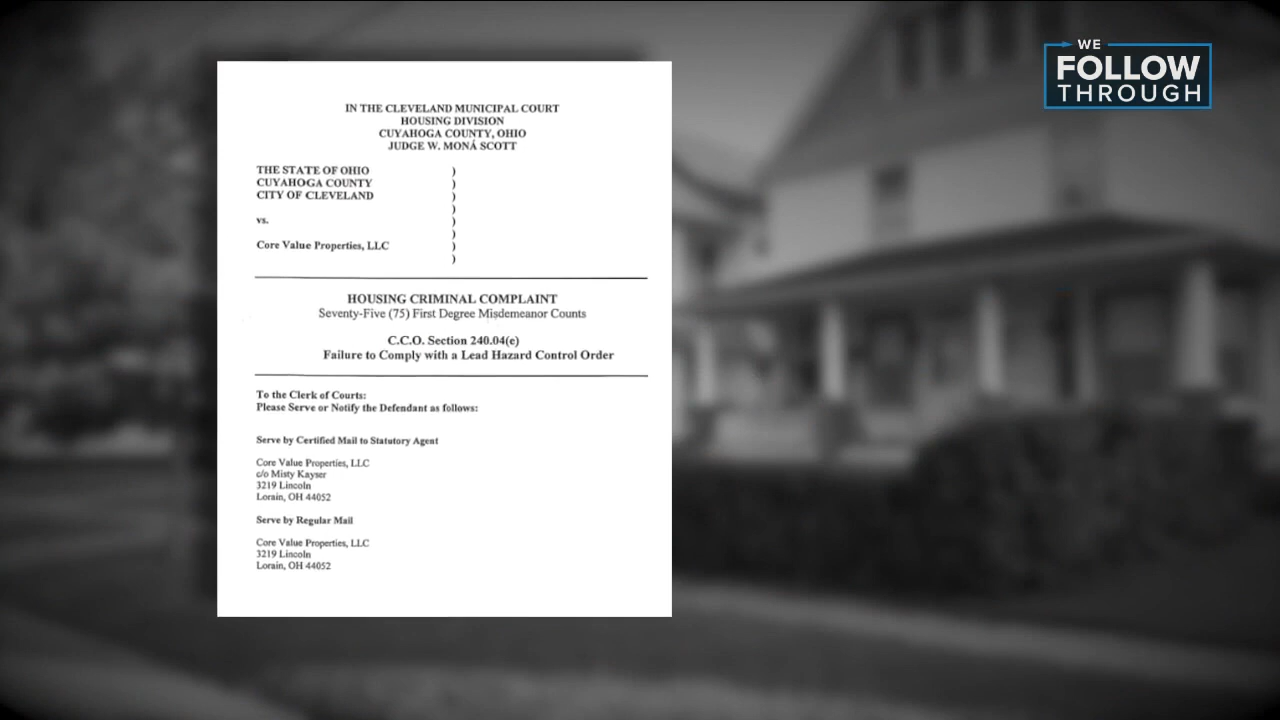 WE
FOLLOW
THROUGH
IN THE CLEVELAND MUNICIPAL COURT
HOUSING DIVISION
CUYAHOGA COUNTY, OHIO
JUDGE W. MONÁ SCOTT
THE STATE OF OHIO )
CUYAHOGA COUNTY )
CITY OF CLEVELAND )
)
vs. )
)
Core Value Properties, LLC )
)
HOUSING CRIMINAL COMPLAINT
Seventy-Five (75) First Degree Misdemeanor Counts
C.C.O. Section 240.04(e)
Failure to Comply with a Lead Hazard Control Order
To the Clerk of Courts:
Please Serve or Notify the Defendant as follows:
Serve by Certified Mail to Statutory Agent
Core Value Properties, LLC
c/o Misty Kayser
3219 Lincoln
Lorain, OH 44052
Serve by Regular Mail
Core Value Properties, LLC
3219 Lincoln
Lorain, OH 44052